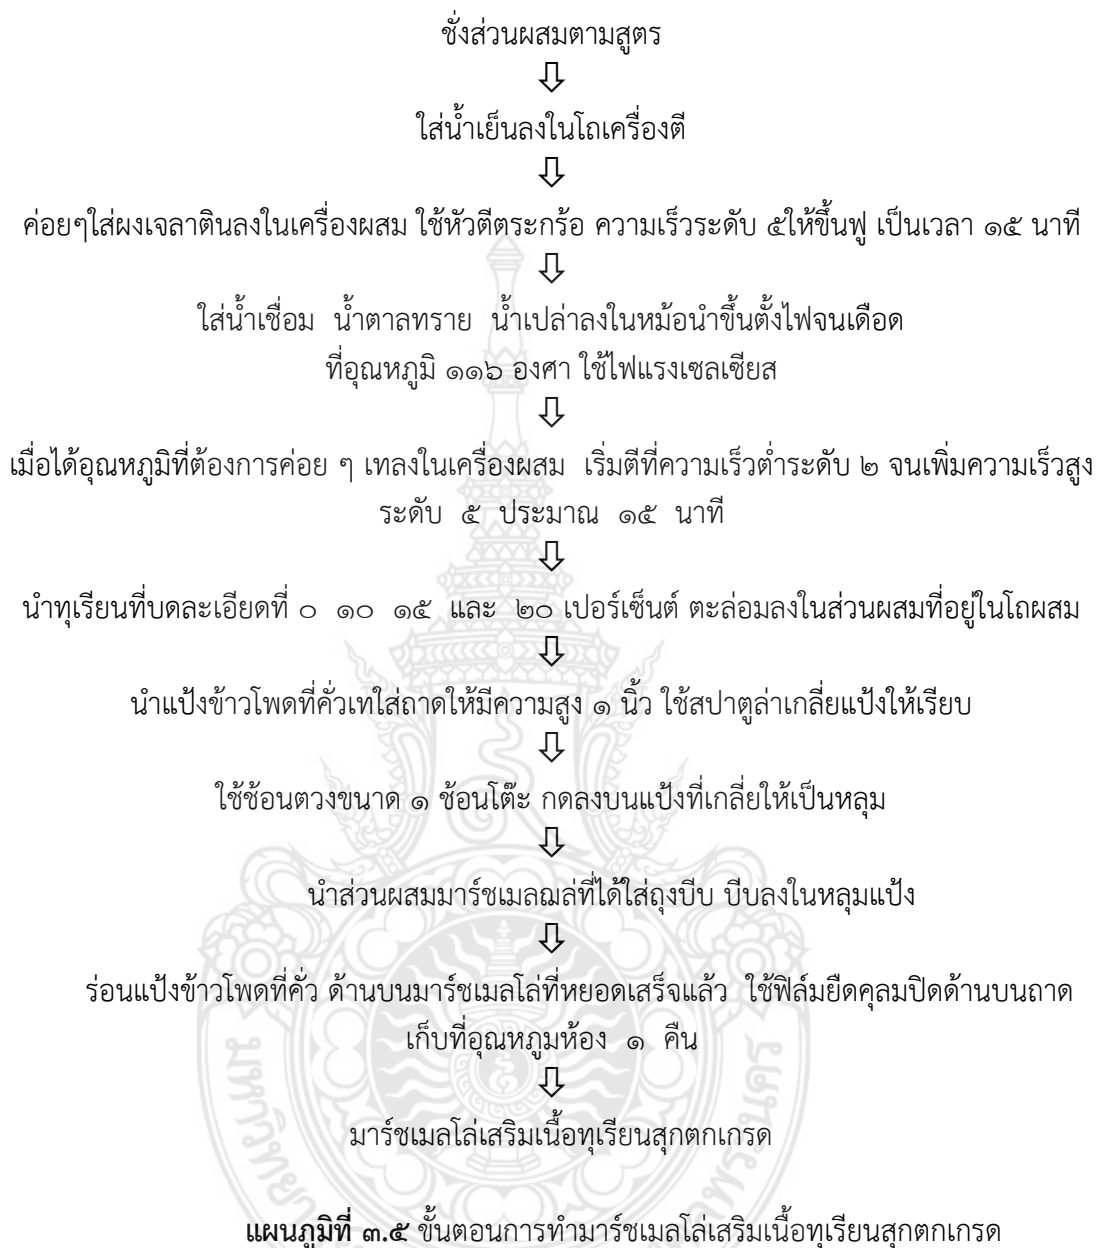 ชั่งส่วนผสมตามสูตร
ใส่น้ำเย็นลงในโถเครื่องตี
ค่อยๆใส่ผงเจลาตินลงในเครื่องผสม ใช้หัวตีตระกร้อ ความเร็วระดับ ๕ให้ขึ้นฟู เป็นเวลา ๑๕ นาที
ใส่น้ำเชื่อม น้ำตาลทราย น้ำเปล่าลงในหม้อนำขึ้นตั้งไฟจนเดือด
ที่อุณหภูมิ ๑๑๖ องศา ใช้ไฟแรงเซลเซียส
เมื่อได้อุณหภูมิที่ต้องการค่อย ๆ เทลงในเครื่องผสม เริ่มตีที่ความเร็วต่ำระดับ ๒ จนเพิ่มความเร็วสูง
ระดับ ๕ ประมาณ ๑๕ นาที
นำทุเรียนที่บดละเอียดที่ ๐ ๑๐ ๑๕ และ ๒๐ เปอร์เซ็นต์ ตะล่อมลงในส่วนผสมที่อยู่ในโถผสม
นำแป้งข้าวโพดที่คั่วเทใส่ถาดให้มีความสูง ๑ นิ้ว ใช้สปาตูล่าเกลี่ยแป้งให้เรียบ
ใช้ช้อนตวงขนาด ๑ ช้อนโต๊ะ กดลงบนแป้งที่เกลี่ยให้เป็นหลุม
นำส่วนผสมมาร์ชเมลฌล่ที่ได้ใส่ถุงบีบ บีบลงในหลุมแป้ง
ร่อนแป้งข้าวโพดที่คั่ว ด้านบนมาร์ชเมลโล่ที่หยอดเสร็จแล้ว ใช้ฟิล์มยืดคุลมปิดด้านบนถาด
เก็บที่อุณหภูมห้อง ๑ คืน
มาร์ชเมลโล่เสริมเนื้อทุเรียนสุกตกเกรด
แผนภูมิที่ ๓.๕ ขั้นตอนการทำมาร์ชเมลโล่เสริมเนื้อทุเรียนสุกตกเกรด